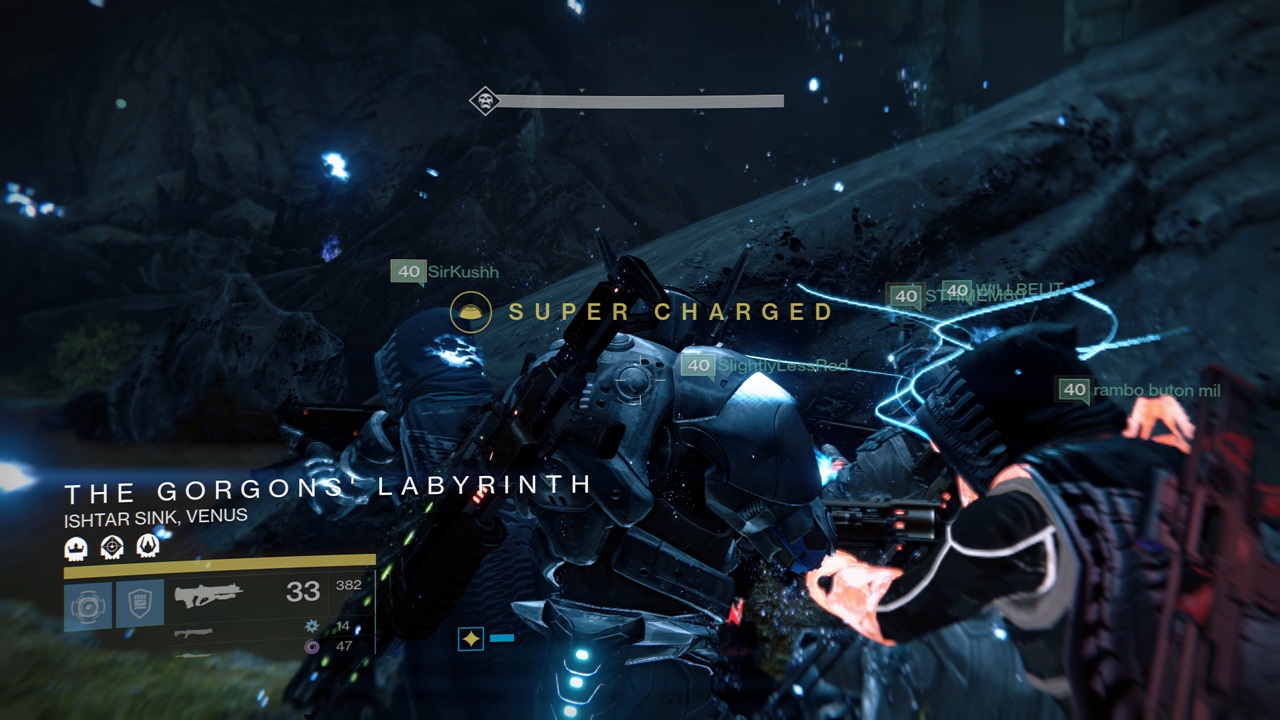 40 SirKushh
SUPER CHARGED
40
40 WILLBELIT
40 SlightlyLessRed
40 rambo buton mil
THE GORGONS' LABYRINTH
ISHTAR SINK, VENUS
33 382
14
47